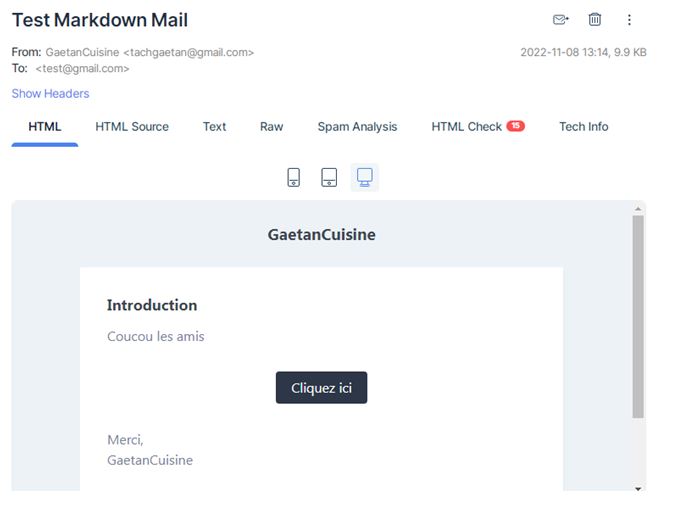 Test Markdown Mail
From: GaetanCuisine <tachgaetan@gmail.com>
2022-11-08 13:14, 9.9 KB
To: <test@gmail.com>
Show Headers
HTML HTML Source Text Raw Spam Analysis HTML Check 15 Tech Info
GaetanCuisine
Introduction
Coucou les amis
Cliquez ici
Merci,
GaetanCuisine